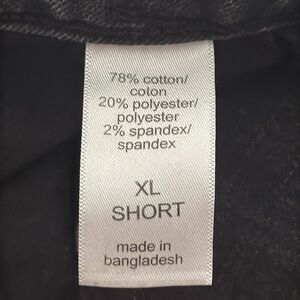 78% cotton/
coton
20% polyester/
polyester
2% spandex/
spandex
XL
SHORT
made in
bangladesh